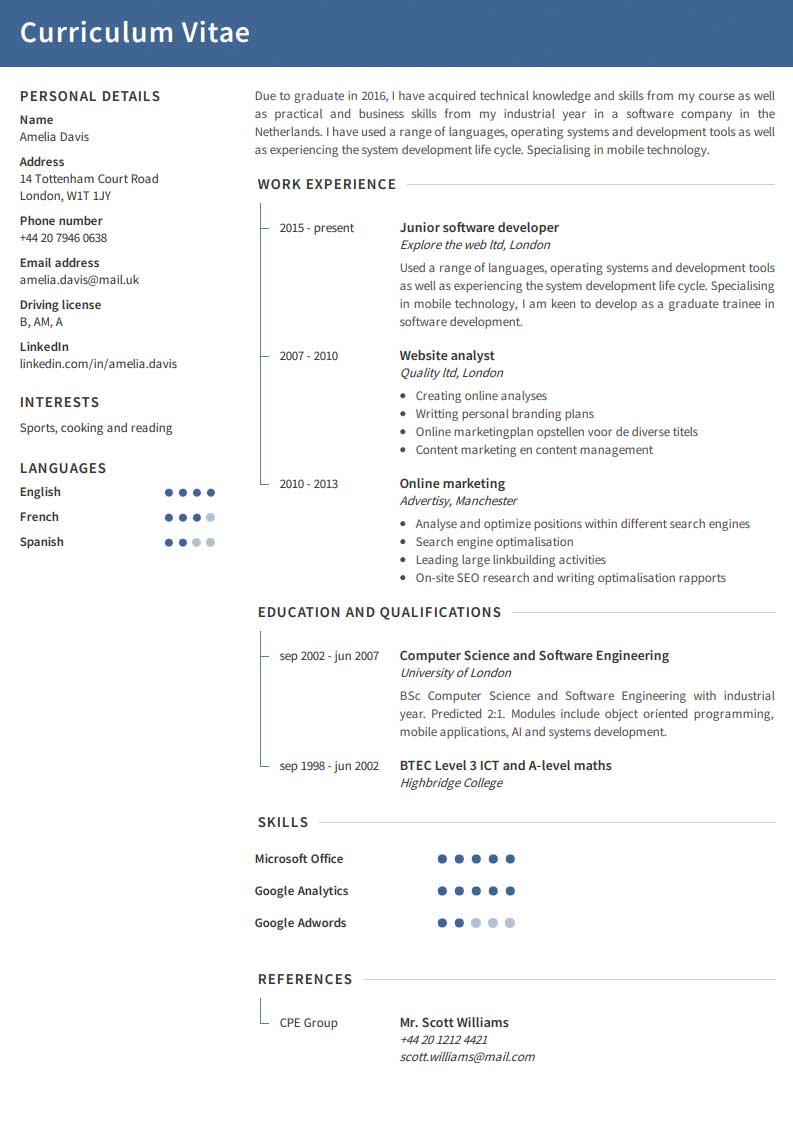 Curriculum Vitae
PERSONAL DETAILS
Name
Amelia Davis
Address
14 Tottenham Court Road
London, W1T 1JY
Phone number
+44 20 7946 0638
Email address
amelia.davis@mail.uk
Driving license
B, AM, A
LinkedIn
linkedin.com/in/amelia.davis
INTERESTS
Sports, cooking and reading
LANGUAGES
English
French
Spanish
Due to graduate in 2016, I have acquired technical knowledge and skills from my course as well
as practical and business skills from my industrial year in a software company in the
Netherlands. I have used a range of languages, operating systems and development tools as well
as experiencing the system development life cycle. Specialising in mobile technology.
WORK EXPERIENCE
2015 - present
Junior software developer
Explore the web ltd, London
Used a range of languages, operating systems and development tools
as well as experiencing the system development life cycle. Specialising
in mobile technology, I am keen to develop as a graduate trainee in
software development.
2007 - 2010
Website analyst
Quality ltd, London
• Creating online analyses
• Writting personal branding plans
• Online marketingplan opstellen voor de diverse titels
• Content marketing en content management
2010 - 2013
Online marketing
Advertisy, Manchester
• Analyse and optimize positions within different search engines
• Search engine optimalisation
• Leading large linkbuilding activities
• On-site SEO research and writing optimalisation rapports
EDUCATION AND QUALIFICATIONS
sep 2002 - jun 2007
Computer Science and Software Engineering
University of London
BSc Computer Science and Software Engineering with industrial
year. Predicted 2:1. Modules include object oriented programming,
mobile applications, AI and systems development.
sep 1998 - jun 2002
BTEC Level 3 ICT and A-level maths
Highbridge College
SKILLS
Microsoft Office
Google Analytics
Google Adwords
REFERENCES
CPE Group
Mr. Scott Williams
+44 20 1212 4421
scott.williams@mail.com